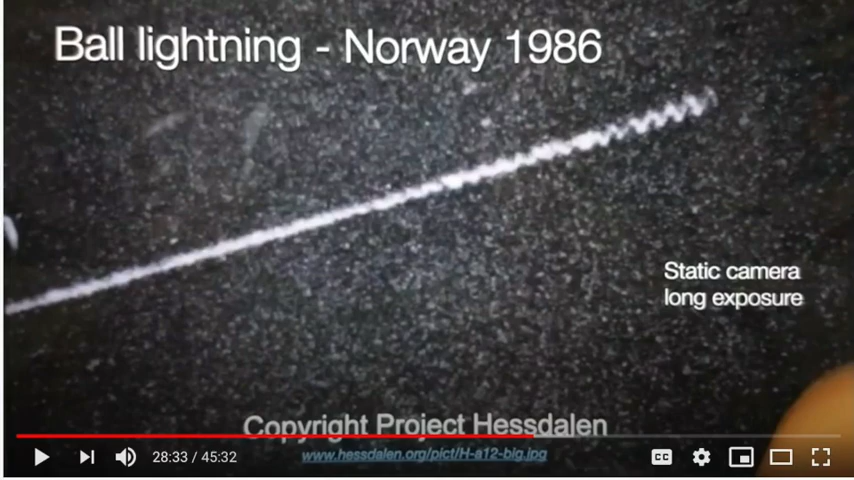 Ball lightning - Norway 1986
Static camera
long exposure
Copyright Project Hessdalen
www.hessdalen.org/pict/H-a12-big.jpg
28:33 / 45:32
CC